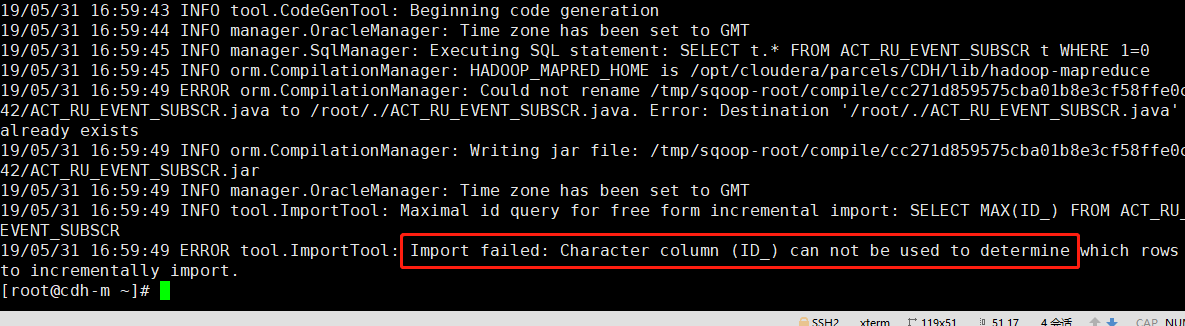 19/05/31 16:59:43 INFO tool.CodeGenTool: Beginning code generation
19/05/31 16:59:44 INFO manager.OracleManager: Time zone has been set to GMT
19/05/31 16:59:45 INFO manager.SqlManager: Executing SQL statement: SELECT t.* FROM ACT_RU_EVENT_SUBSCR t WHERE 1=0
19/05/31 16:59:45 INFO orm.CompilationManager: HADOOP_MAPRED_HOME is /opt/cloudera/parcels/CDH/lib/hadoop-mapreduce
19/05/31 16:59:49 ERROR orm.CompilationManager: Could not rename /tmp/sqoop-root/compile/cc271d859575cba01b8e3cf58ffe0c
42/ACT_RU_EVENT_SUBSCR.java to /root/./ACT_RU_EVENT_SUBSCR.java. Error: Destination '/root/./ACT_RU_EVENT_SUBSCR.java'
already exists
19/05/31 16:59:49 INFO orm.CompilationManager: Writing jar file: /tmp/sqoop-root/compile/cc271d859575cba01b8e3cf58ffe0c
42/ACT_RU_EVENT_SUBSCR.jar
19/05/31 16:59:49 INFO manager.OracleManager: Time zone has been set to GMT
19/05/31 16:59:49 INFO tool.ImportTool: Maximal id query for free form incremental import: SELECT MAX(ID_) FROM ACT_RU_
EVENT_SUBSCR
19/05/31 16:59:49 ERROR tool.ImportTool: Import failed: Character column (ID_) can not be used to determine which rows
to incrementally import.
[root@cdh-m ~]#
SSH2 xterm 119x51 51,17 4 会话 CAP NUM